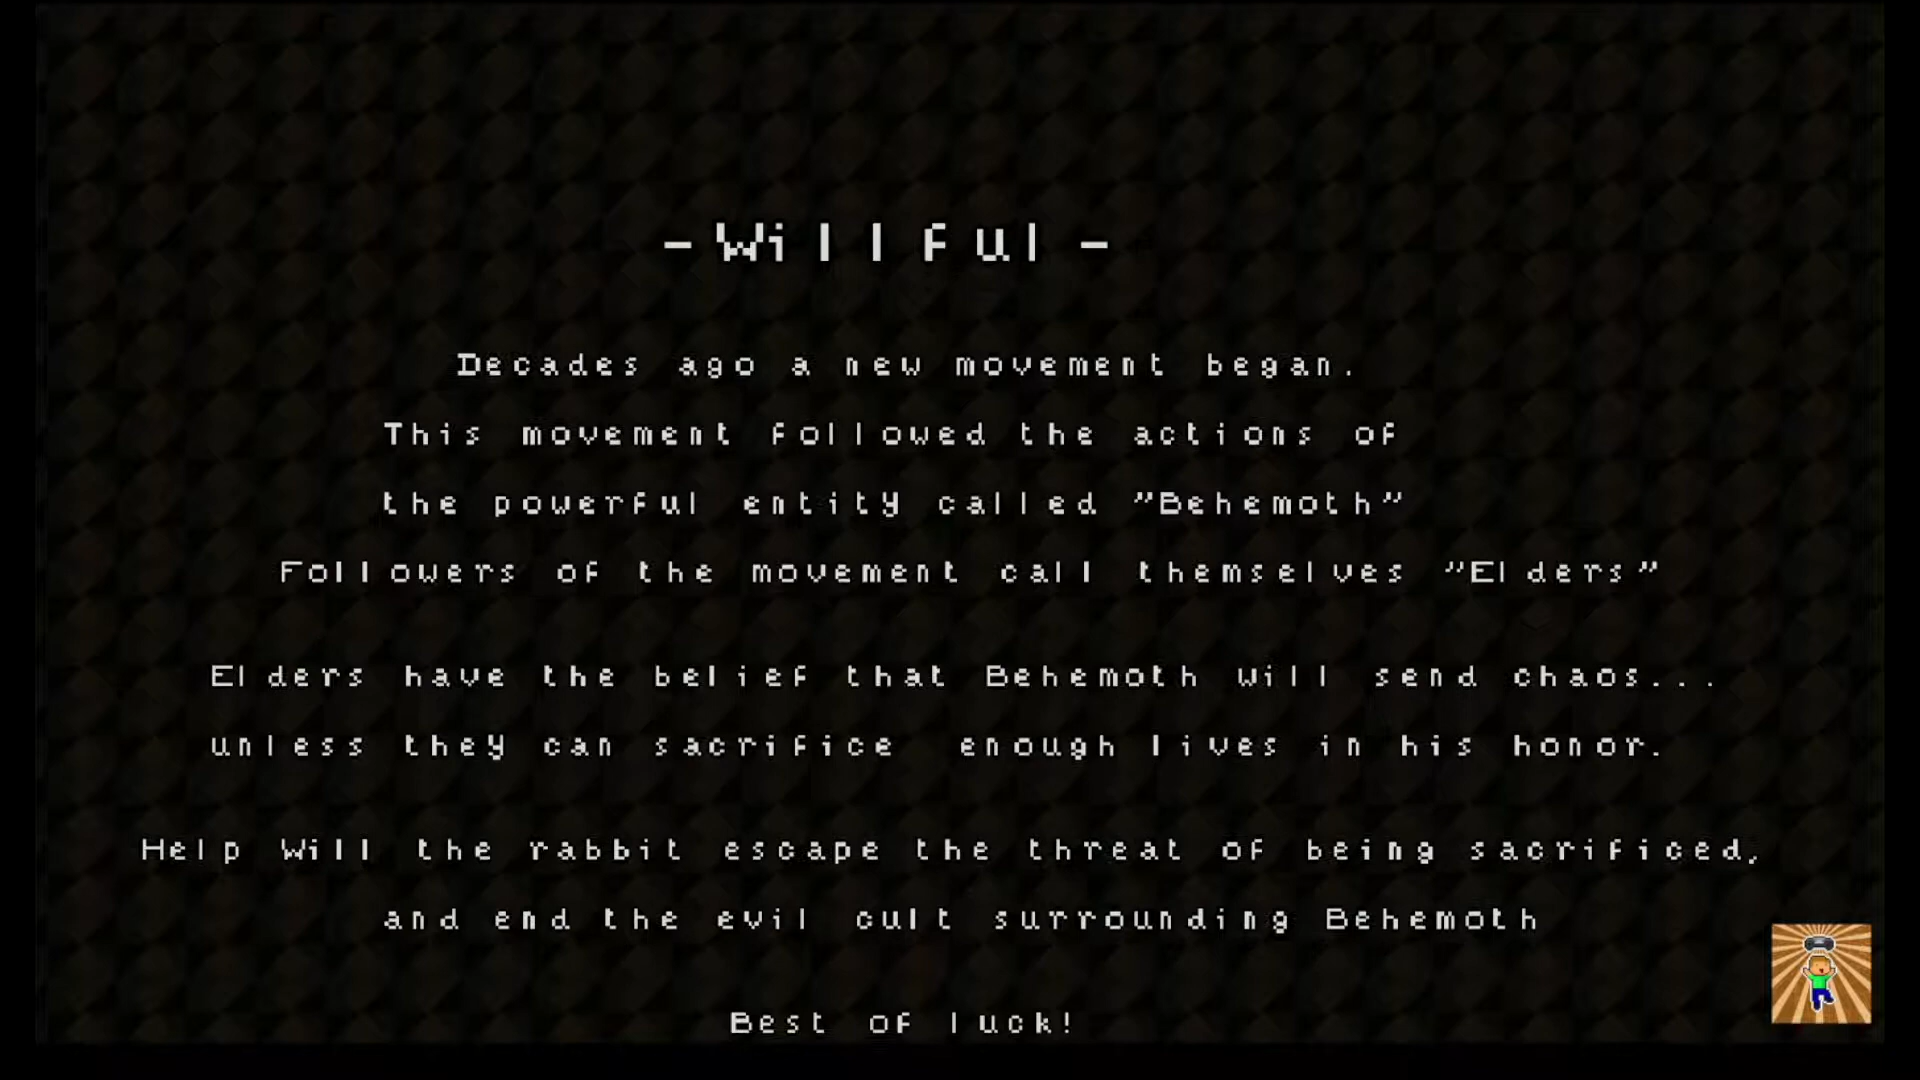 -Willful-
Decades ago a new movement began.
This movement followed the actions of
the powerful entity called "Behemoth"
Followers of the movement call themselves "Elders"
Elders have the belief that Behemoth will send chaos...
unless they can sacrifice enough lives in his honor.
Help Will the rabbit escape the threat of being sacrificed,
and end the evil cult surrounding Behemoth
Best of luck!